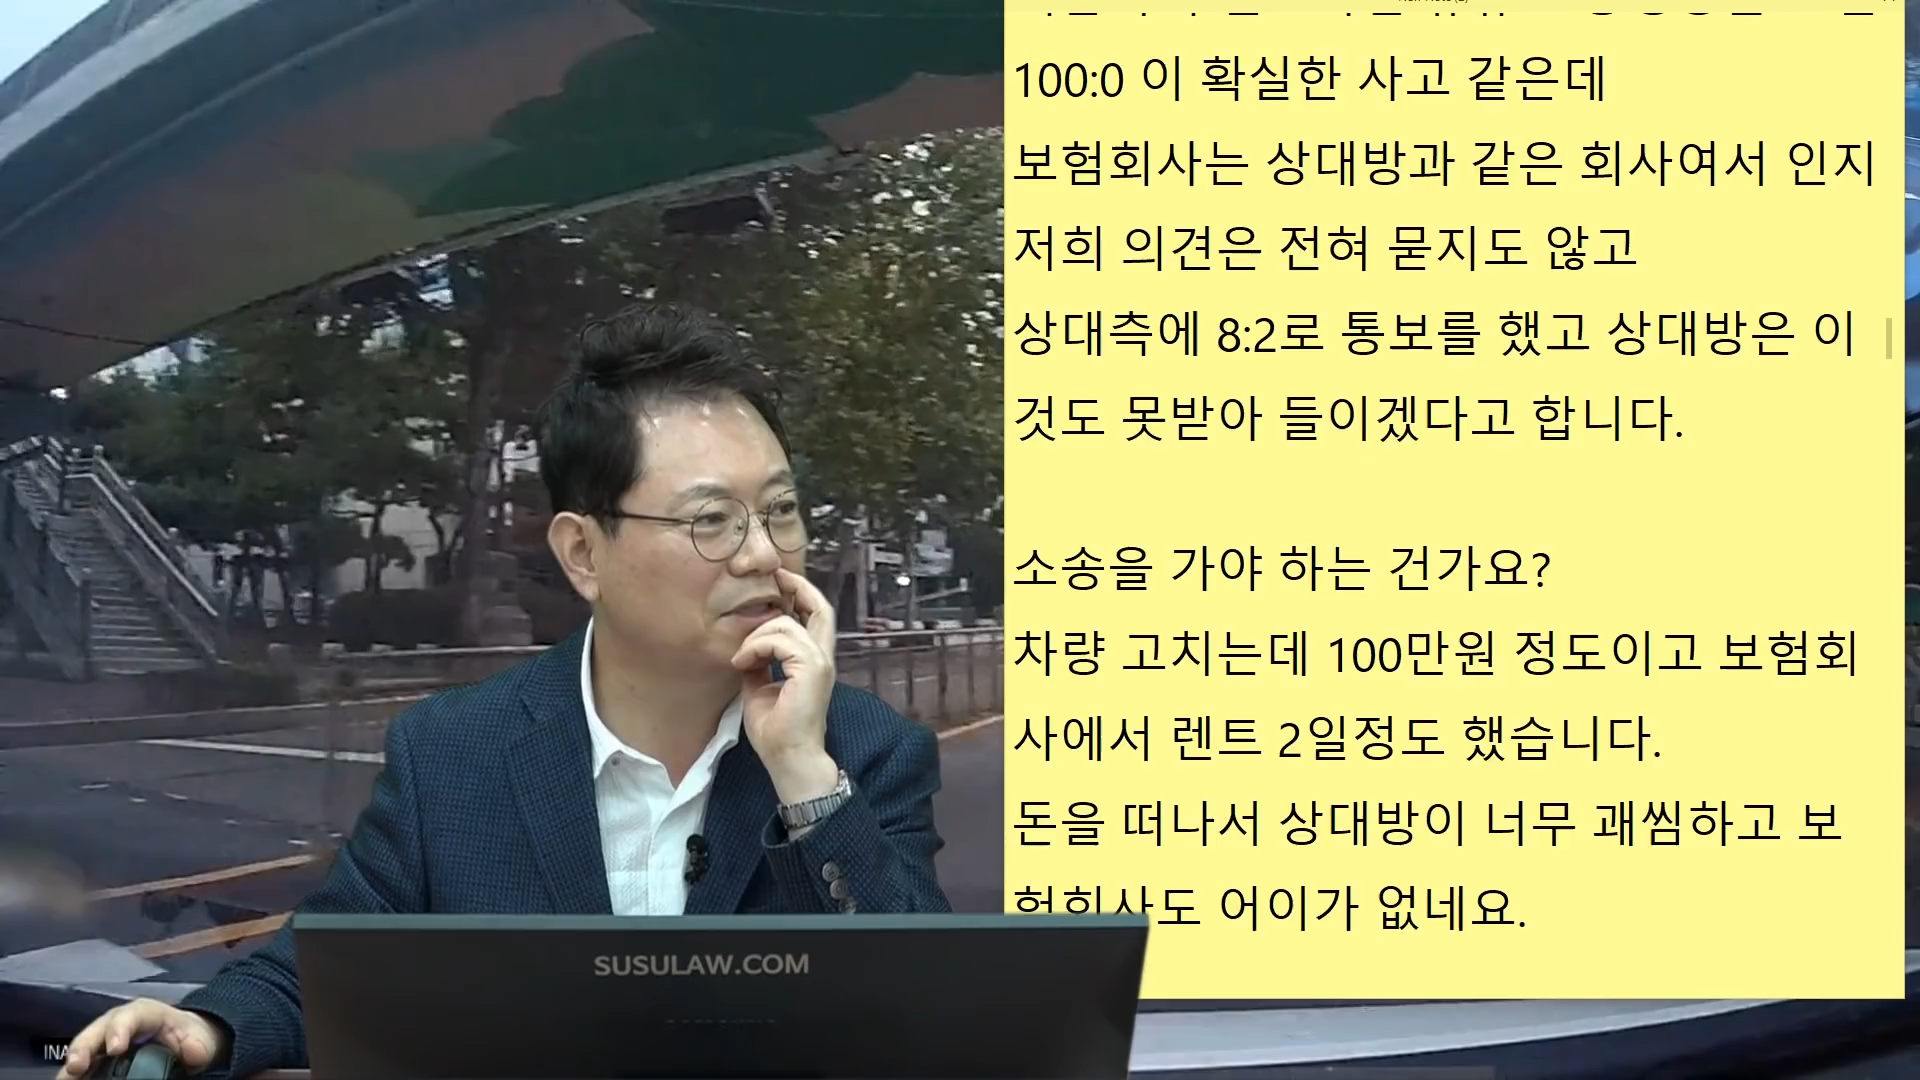 100:0 이 확실한 사고 같은데
보험회사는 상대방과 같은 회사여서 인지
저희 의견은 전혀 묻지도 않고
상대측에 8:2로 통보를 했고 상대방은 이
것도 못받아 들이겠다고 합니다.
소송을 가야 하는 건가요?
차량 고치는데 100만원 정도이고 보험회
사에서 렌트 2일정도 했습니다.
돈을 떠나서 상대방이 너무 괘씸하고 보
험회사도 어이가 없네요.
SUSULAW.COM
INA